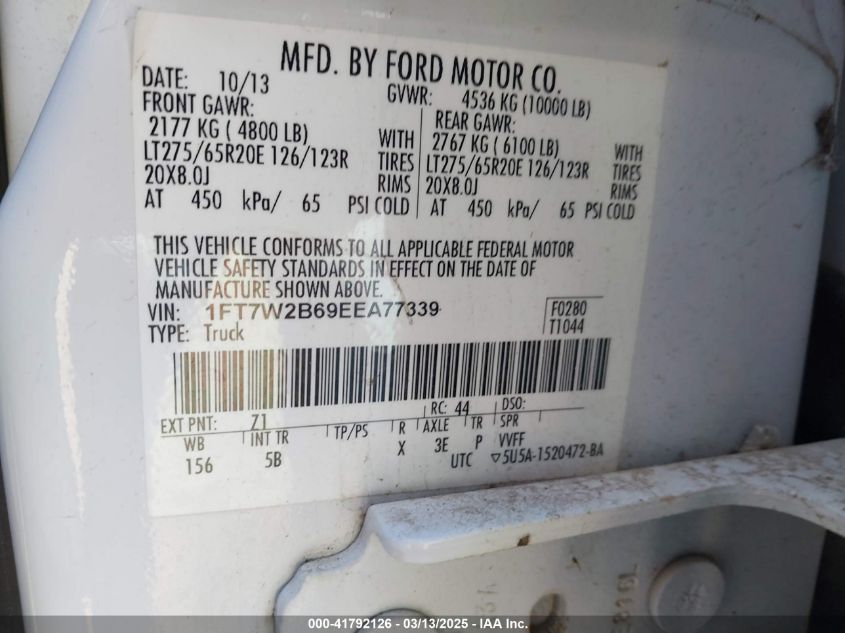 MFD. BY FORD MOTOR CO.
DATE: 10/13 GVWR: 4536 KG (10000 LB)
FRONT GAWR: REAR GAWR:
2177 KG ( 4800 LB) WITH 2767 KG ( 6100 LB) WITH
LT275/65R20E 126/123R TIRES LT275/65R20E 126/123R TIRES
20X8.0J RIMS 20X8.0J RIMS
AT 450 kPa/ 65 PSI COLD AT 450 kPa/ 65 PSI COLD
THIS VEHICLE CONFORMS TO ALL APPLICABLE FEDERAL MOTOR
VEHICLE SAFETY STANDARDS IN EFFECT ON THE DATE OF
MANUFACTURE SHOWN ABOVE.
VIN: 1FT7W2B69EEA77339 F0280
TYPE: Truck T1044
EXT PNT: Z1 RC: 44 DSO:
WB INT TR TP/PS R AXLE TR SPR
156 5B X 3E P VVFF
UTC ▽5U5A-1520472-BA
000-41792126 - 03/13/2025 - IAA Inc.